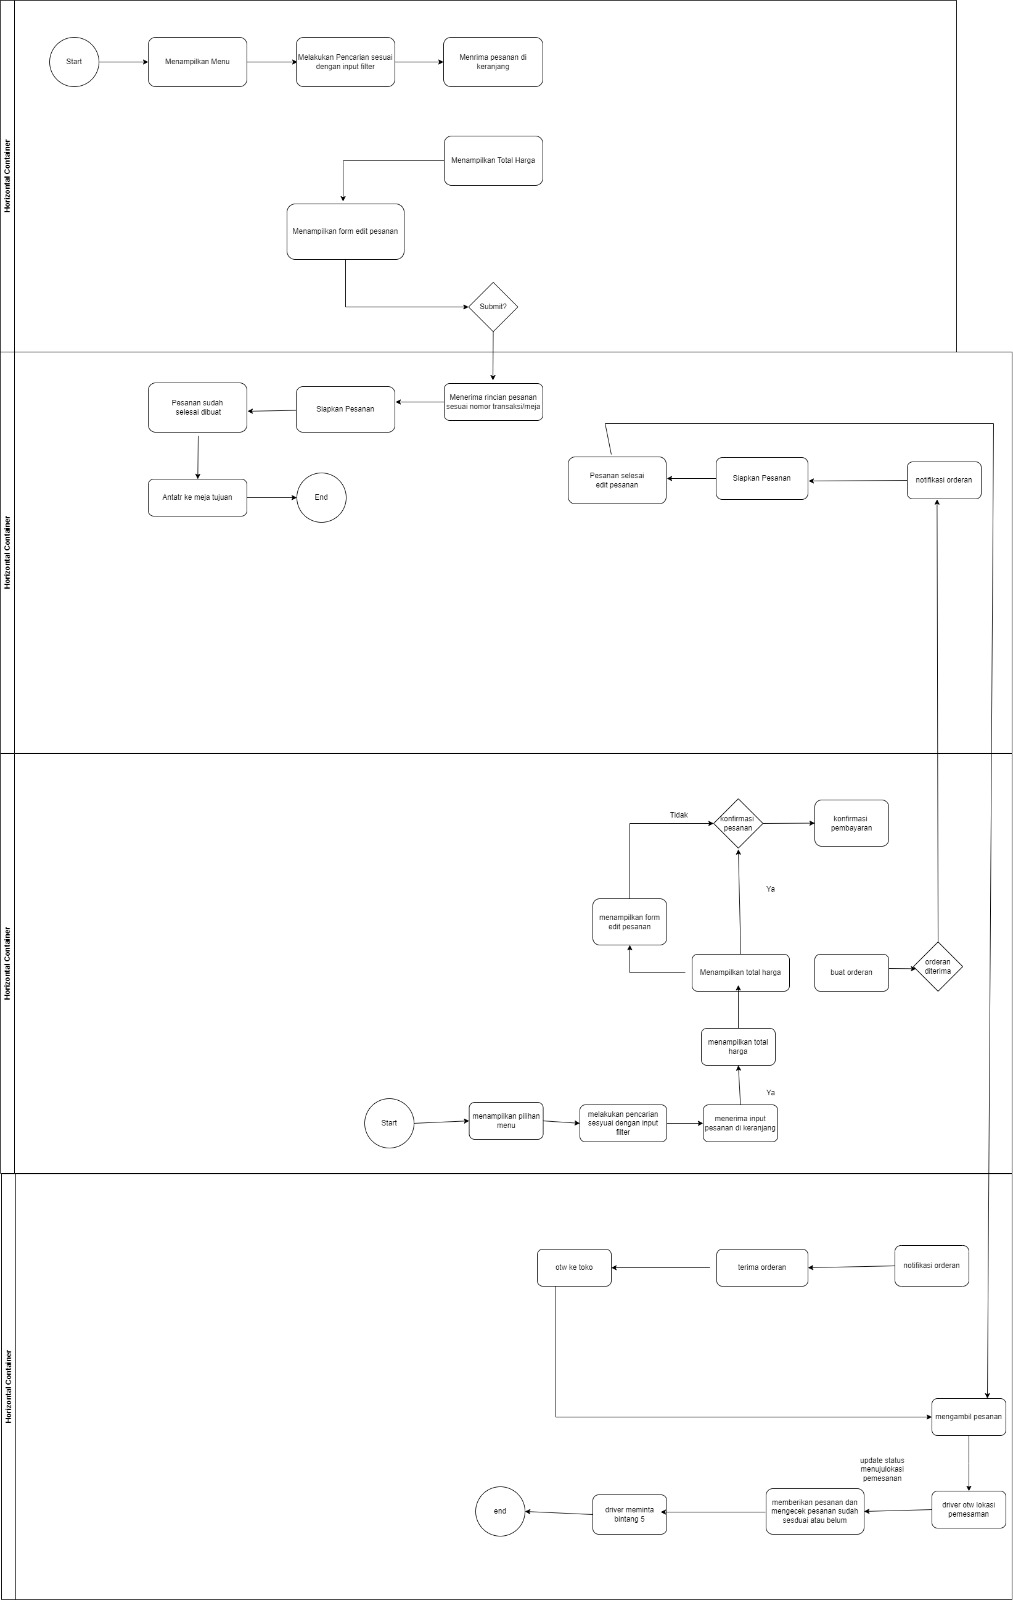 Horizontal Container
Start
Menampilkan Menu
Melakukan Pencarian sesuai
dengan input filter
Menrima pesanan di
keranjang
Menampilkan Total Harga
Menampilkan form edit pesanan
Submit?
Horizontal Container
Pesanan sudah
selesai dibuat
SIapkan Pesanan
Menerima rincian pesanan
sesuai nomor transaksi/meja
Antatr ke meja tujuan
End
Pesanan selesai
edit pesanan
SIapkan Pesanan
notifikasi orderan
Horizontal Container
Tidak
konfirmasi
pesanan
konfirmasi
pembayaran
Ya
menampilkan form
edit pesanan
Menampilkan total harga
buat orderan
orderan
diterima
menampilkan total
harga
Ya
Start
menampilkan pilihan
menu
melakukan pencarian
sesyuai dengan input
filter
menerima input
pesanan di keranjang
Horizontal Container
otw ke toko
terima orderan
notifikasi orderan
mengambil pesanan
update status
menujulokasi
pemesanan
end
driver meminta
bintang 5
memberikan pesanan dan
mengecek pesanan sudah
sesduai atau belum
driver otw lokasi
pemesaman